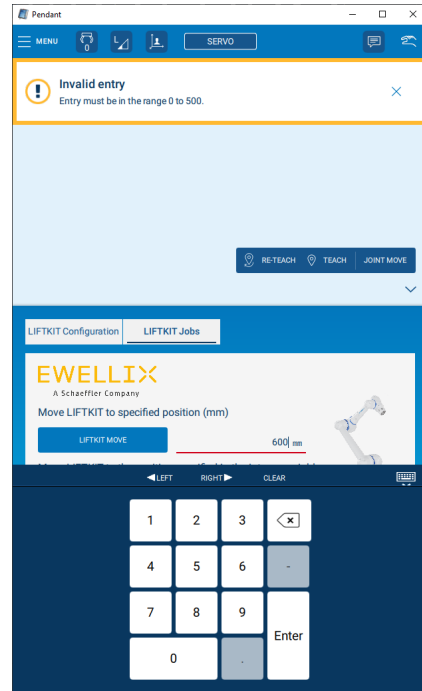 Pendant
MENU
0
L
SERVO
Invalid entry
Entry must be in the range 0 to 500.
RE-TEACH TEACH JOINT MOVE
LIFTKIT Configuration LIFTKIT Jobs
EWELLIX
A Schaeffler Company
Move LIFTKIT to specified position (mm)
LIFTKIT MOVE 600 mm
LEFT RIGHT CLEAR
1 2 3
4 5 6 -
7 8 9
Enter
0 .